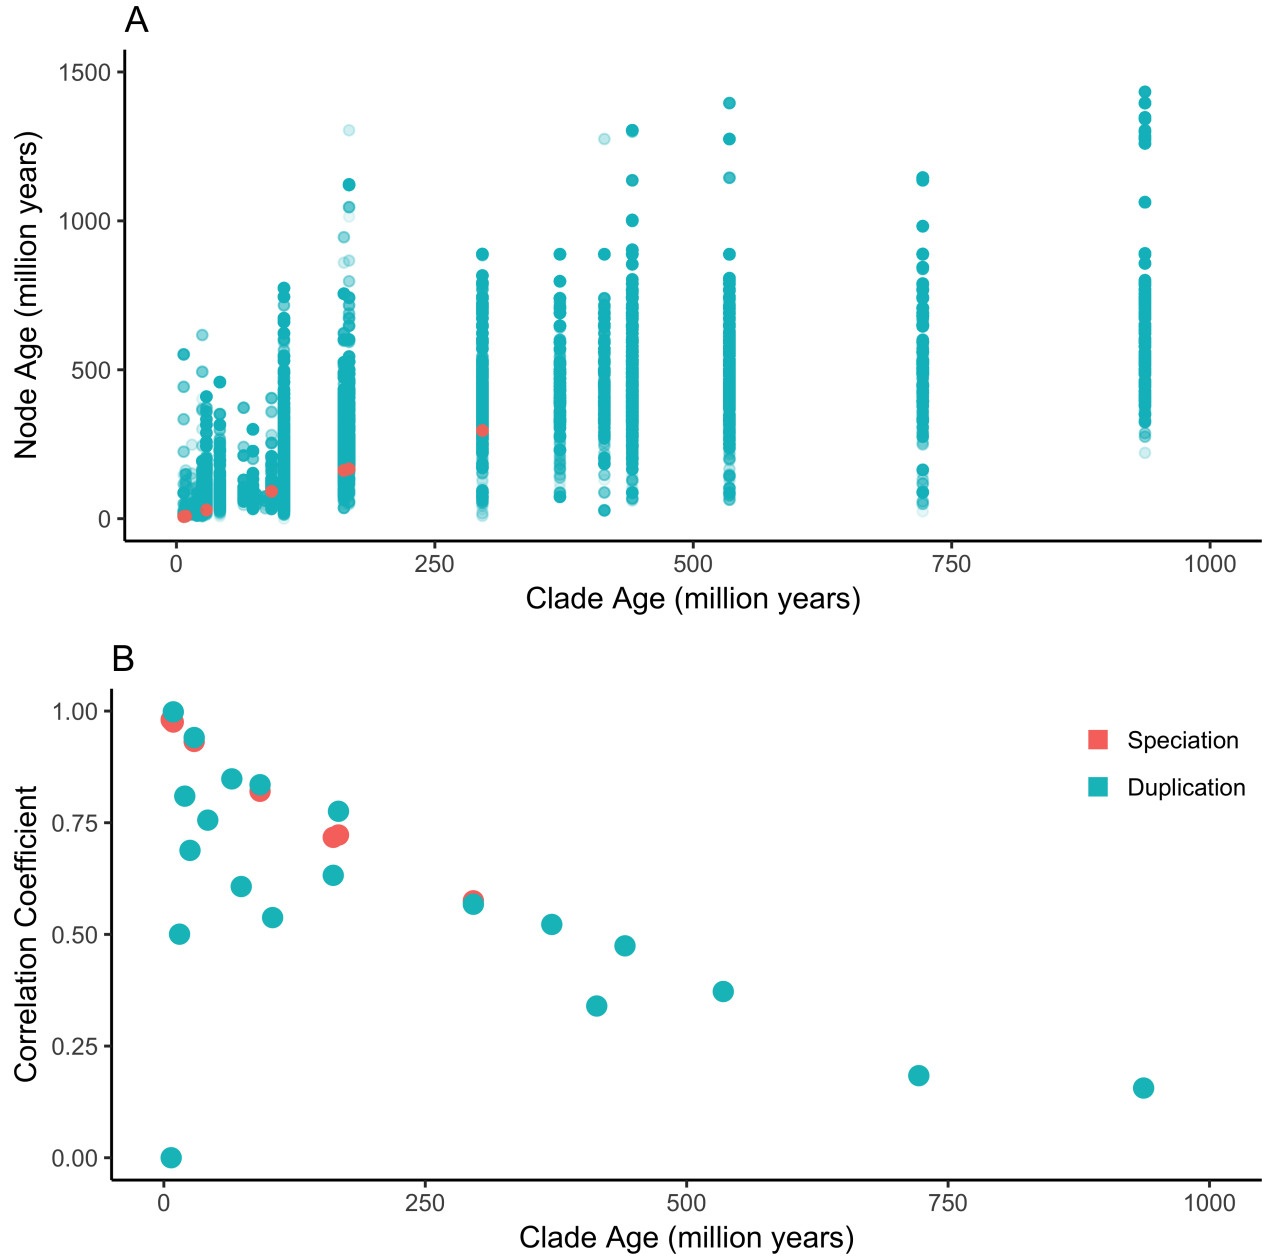 A
1500
1000
500
0
Node Age (million years)
0 250 500 750 1000
Clade Age (million years)
B
1.00
0.75
0.50
0.25
0.00
Correlation Coefficient
Speciation
Duplication
0 250 500 750 1000
Clade Age (million years)